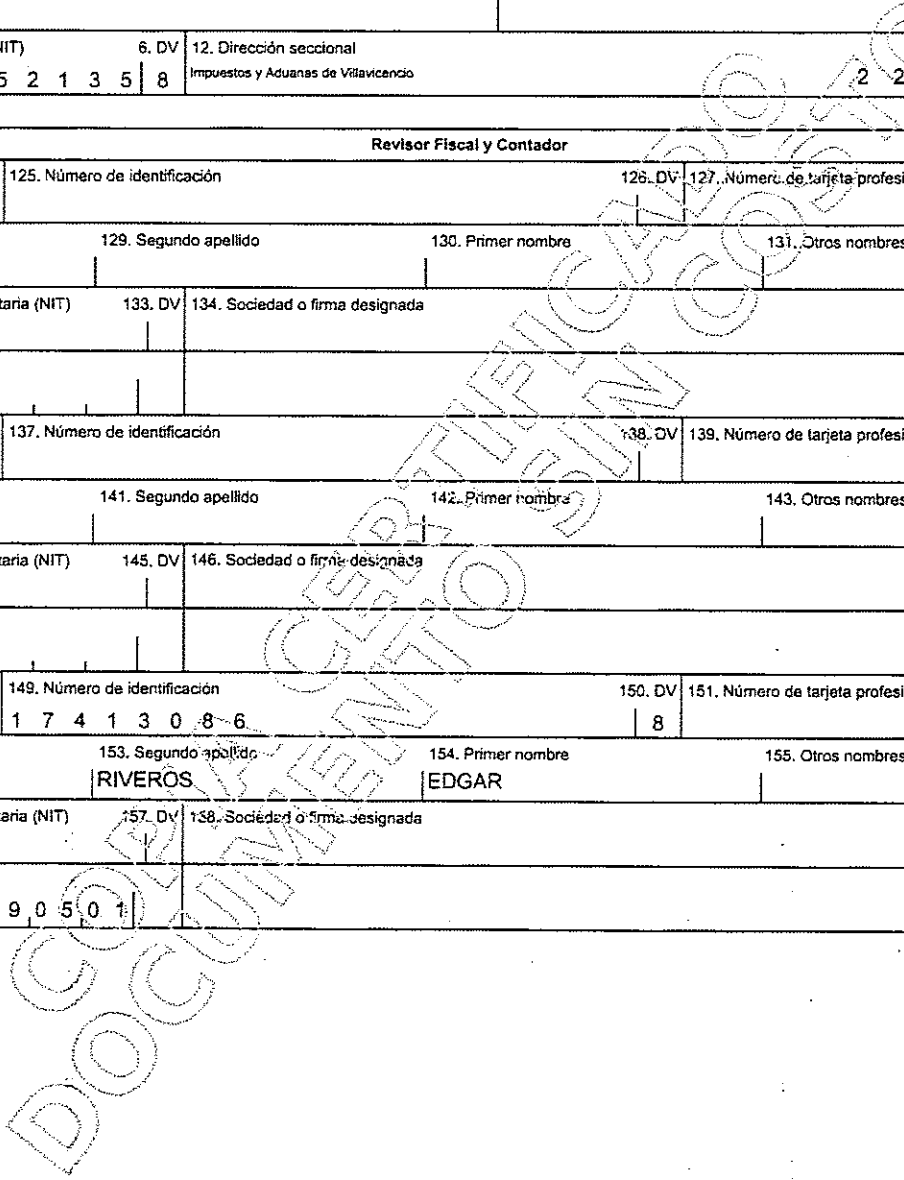 NIT) 6. DV 12. Dirección seccional
5 2 1 3 5 8 Impuestos y Aduanas de Villavicencio 2 2
Revisor Fiscal y Contador
125. Número de identificación 126. DV 127. Número de tarjeta profesi
129. Segundo apellido 130. Primer nombre 131. Otros nombres
taria (NIT) 133. DV 134. Sociedad o firma designada
137. Número de identificación 138. DV 139. Número de tarjeta profesi
141. Segundo apellido 142. Primer nombre 143. Otros nombres
taria (NIT) 145. DV 146. Sociedad o firma designada
149. Número de identificación 150. DV 151. Número de tarjeta profesi
1 7 4 1 3 0 8 6 8
153. Segundo apellido 154. Primer nombre 155. Otros nombres
RIVEROS EDGAR
taria (NIT) 157. DV 158. Sociedad o firma designada
9 0 5 0 1
COPIA CERTIFICADO
DOCUMENTO SIN COSTO